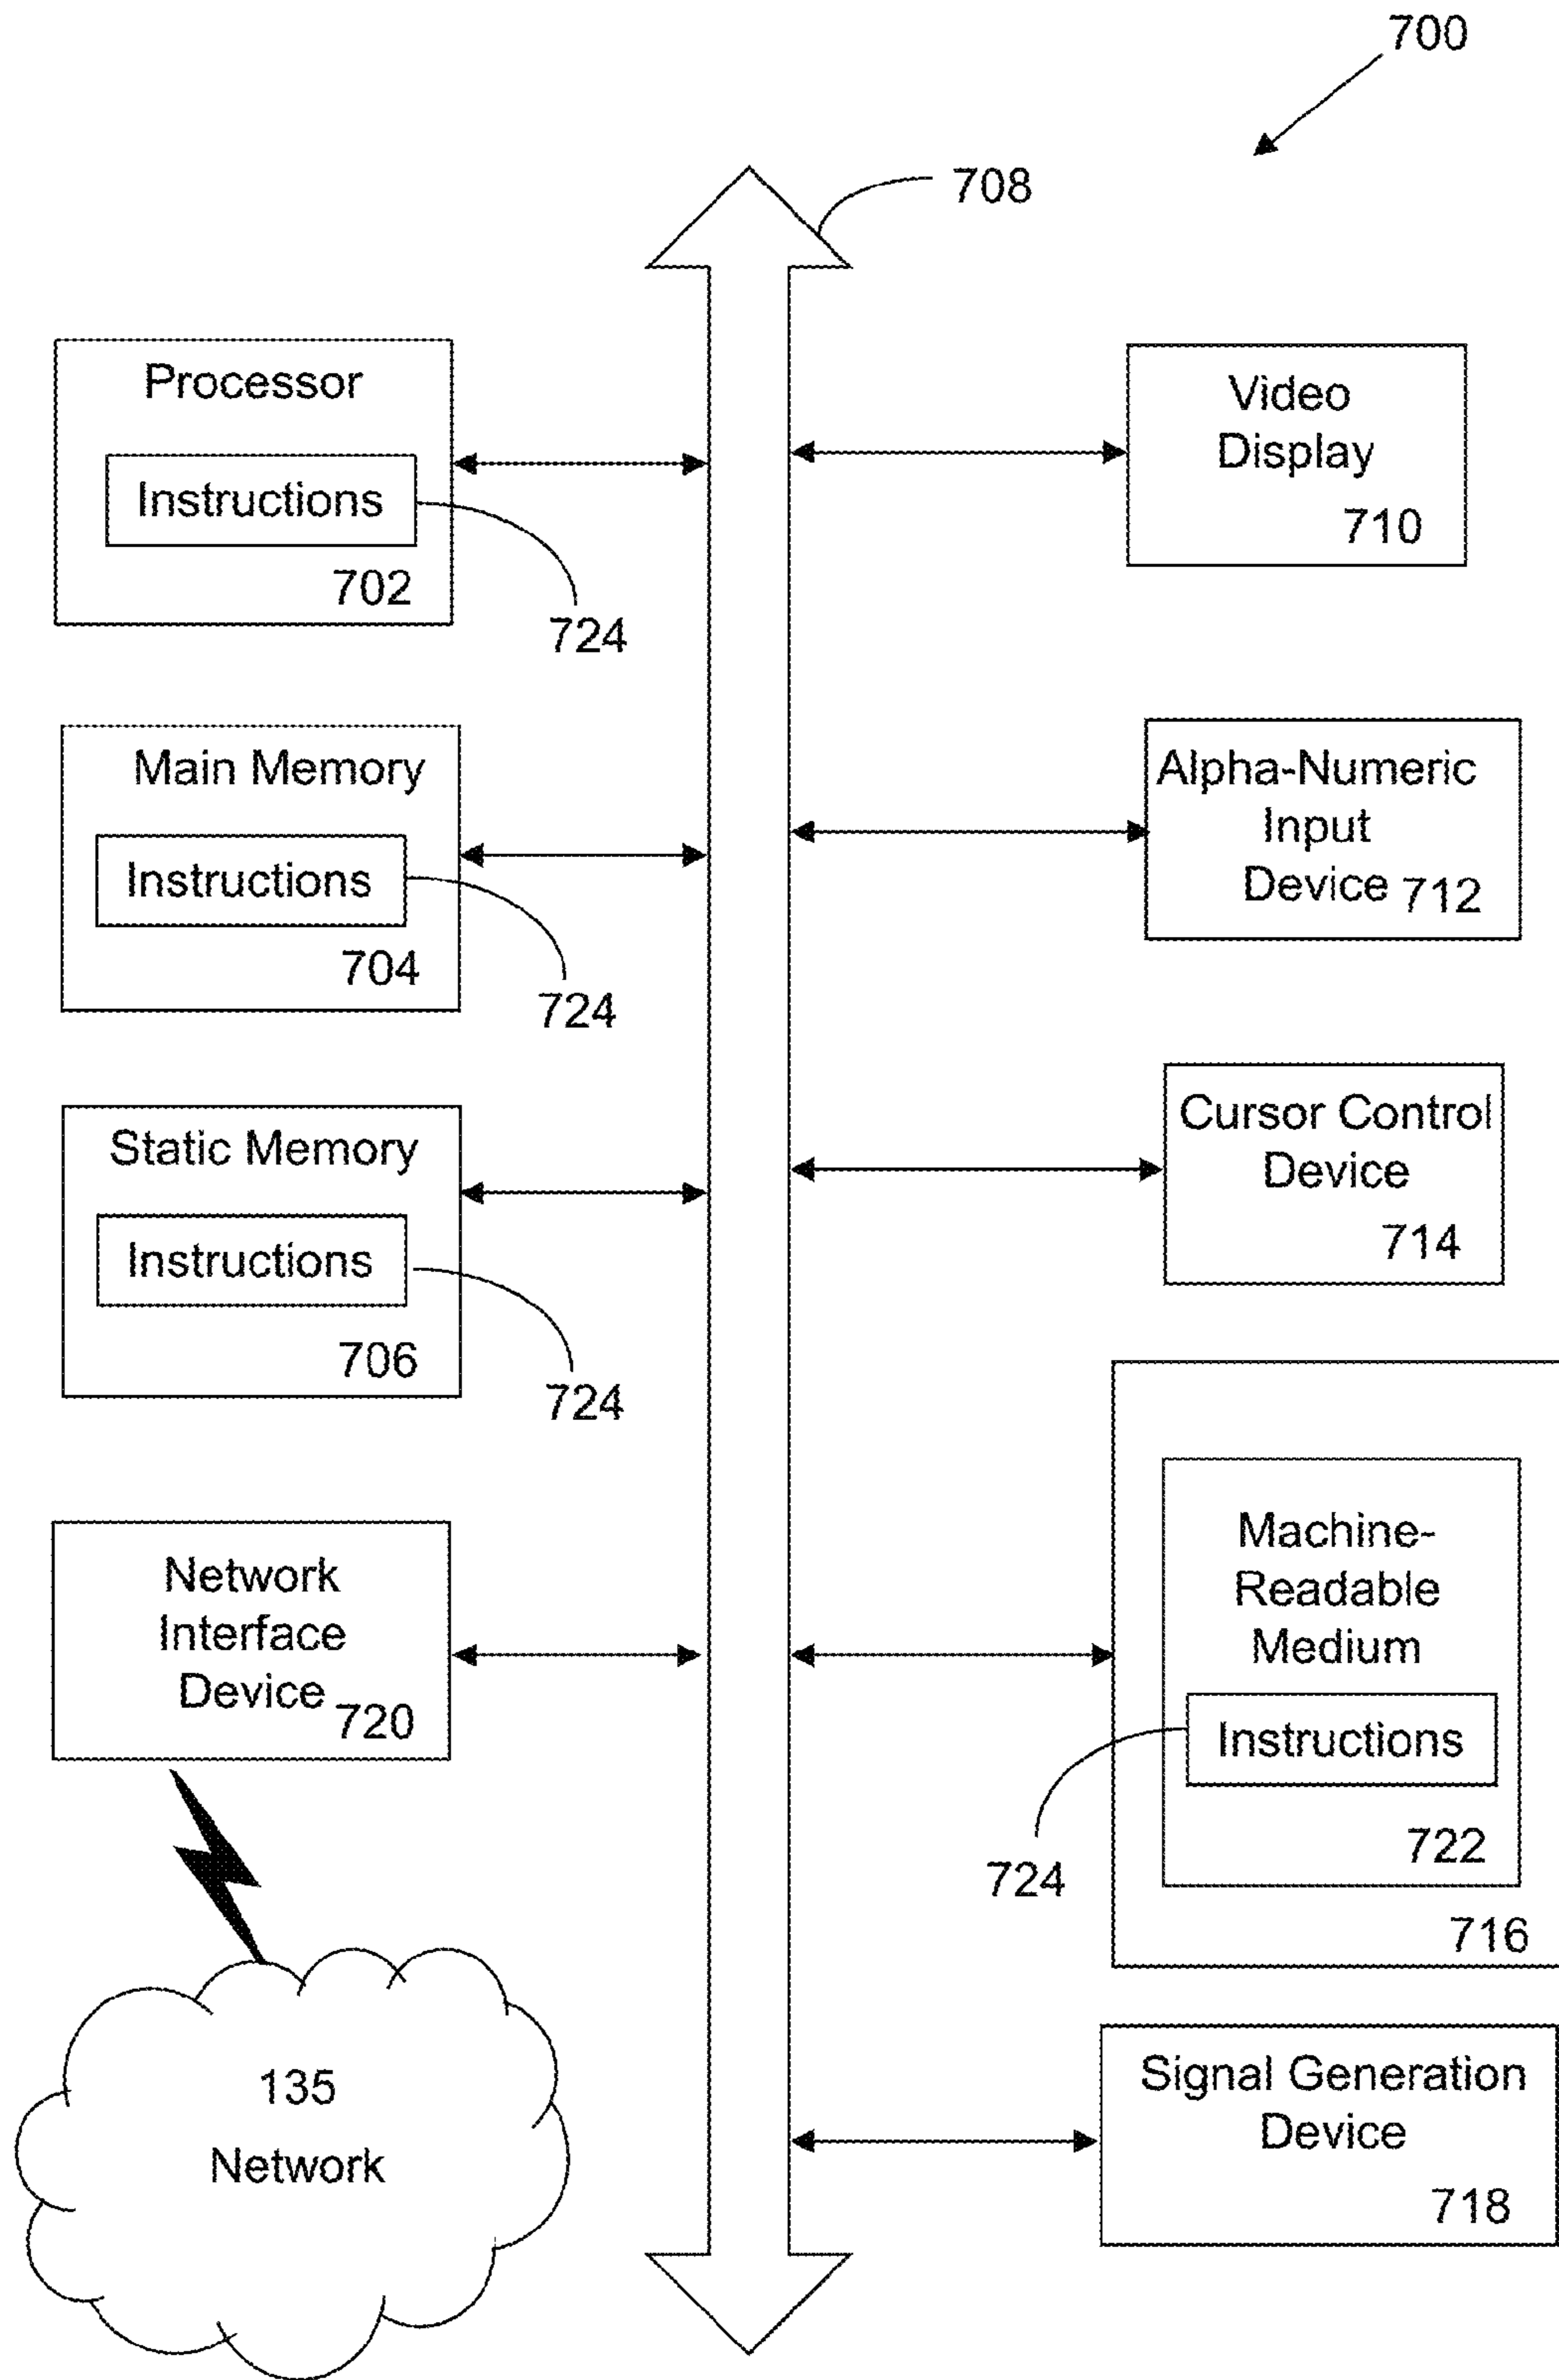 700
708
Processor
Instructions
702
724
Main Memory
Instructions
704
724
Static Memory
Instructions
706
724
Network
Interface
Device
720
135
Network
Video
Display
710
Alpha-Numeric
Input
Device 712
Cursor Control
Device
714
Machine-
Readable
Medium
Instructions
724
722
716
Signal Generation
Device
718